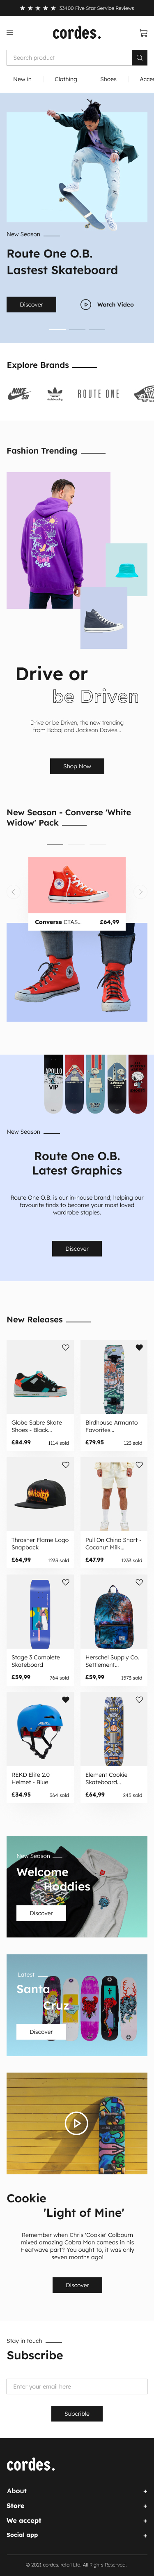 ★ ★ ★ ★ ★ 33400 Five Star Service Reviews
cordes.
Search product
New in Clothing Shoes Acces
New Season
Route One O.B.
Lastest Skateboard
Discover Watch Video
Explore Brands
adidas
ROUTE ONE
VANS
Fashion Trending
Drive or
be Driven
Drive or be Driven, the new trending
from Bobaj and Jackson Davies...
Shop Now
New Season - Converse 'White
Widow' Pack
Converse CTAS... £64,99
APOLLO
VIP
New Season
Route One O.B.
Latest Graphics
Route One O.B. is our in-house brand; helping our
favourite finds to become your most loved
wardrobe staples.
Discover
New Releases
Globe Sabre Skate
Shoes - Black...
£84.99 1114 sold
Birdhouse Armanto
Favorites...
£79.95 123 sold
THRASHER
Thrasher Flame Logo
Snapback
£64,99 1233 sold
Pull On Chino Short -
Coconut Milk...
£47.99 1233 sold
Stage 3 Complete
Skateboard
£59,99 764 sold
Herschel Supply Co.
Settlement...
£59,99 1573 sold
REKD Elite 2.0
Helmet - Blue
£34.95 364 sold
Element Cookie
Skateboard...
£64,99 245 sold
New Season
Welcome
Hoddies
Discover
Latest
Santa
Cruz
Discover
Cookie
'Light of Mine'
Remember when Chris 'Cookie' Colbourn
mixed amazing Cobra Man cameos in his
Heatwave part? You ought to, it was only
seven months ago!
Discover
Stay in touch
Subscribe
Enter your email here
Subcrible
cordes.
About +
Store +
We accept +
Social app +
© 2021 cordes. retail Ltd. All Rights Reserved.